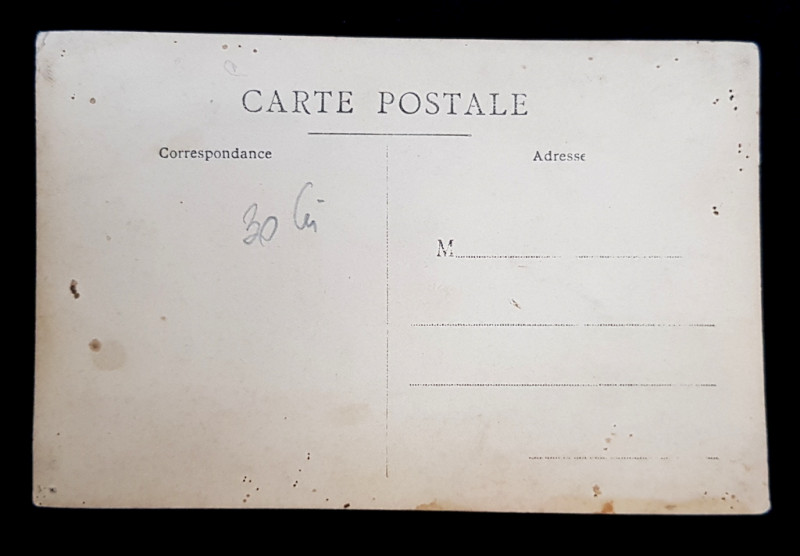 CARTE POSTALE
Correspondance
Adresse
30
M